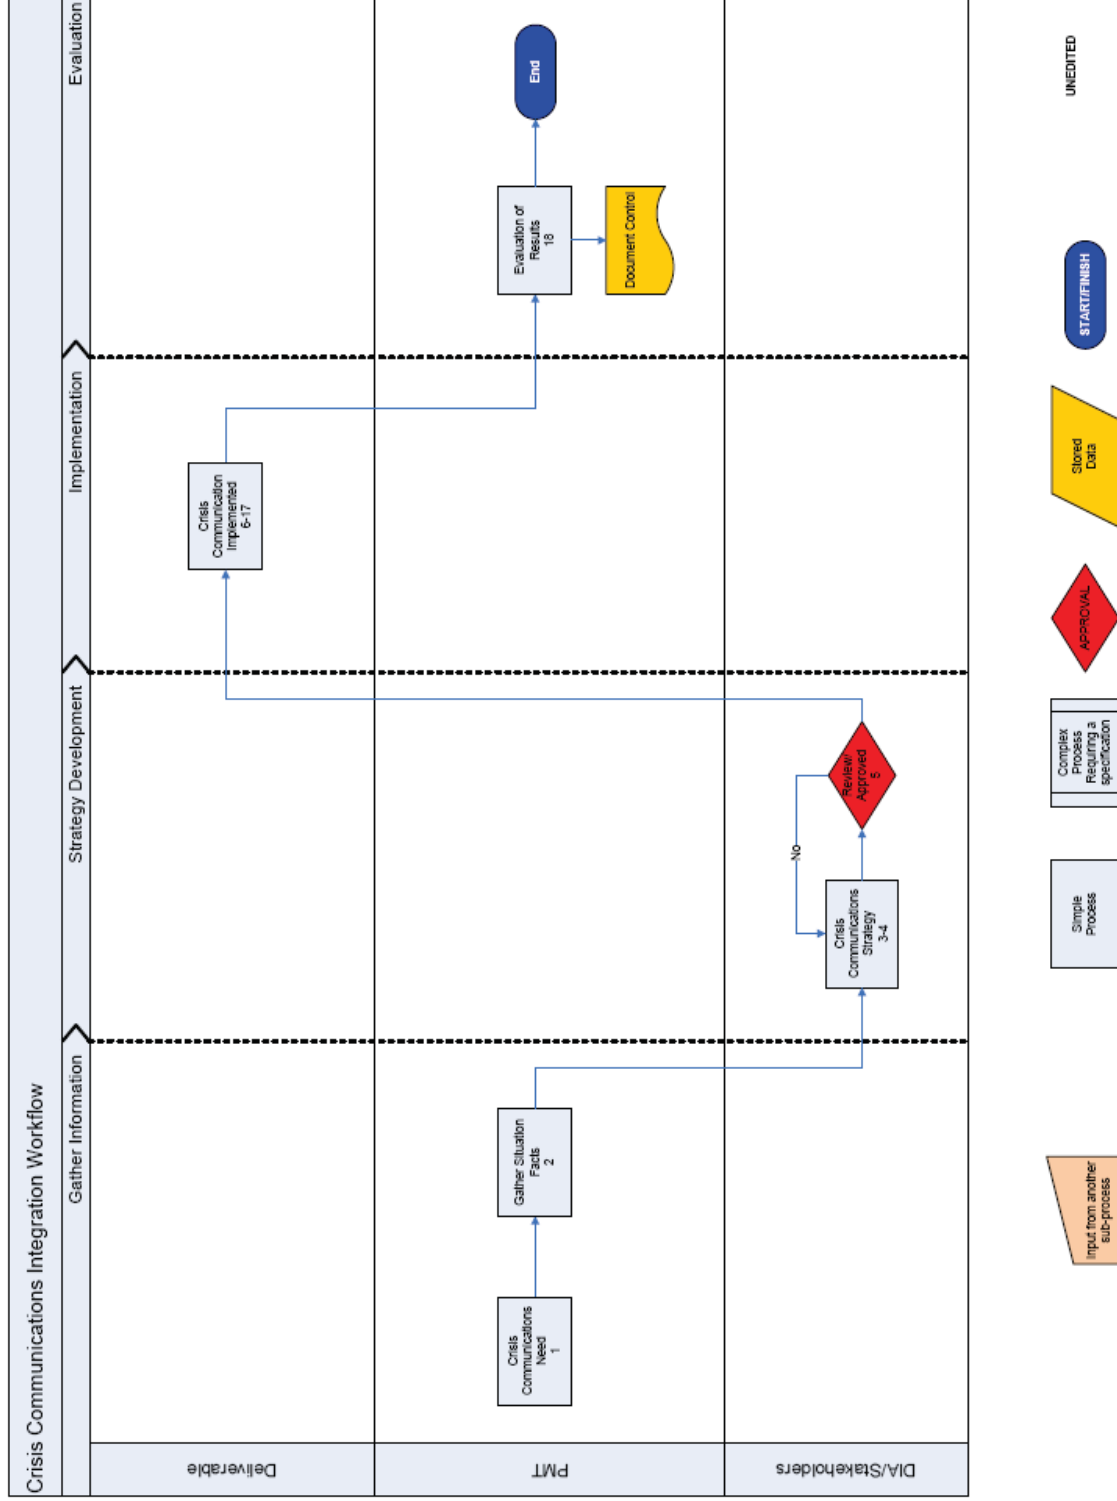 Crisis Communications Integration Workflow
Gather Information
Strategy Development
Implementation
Evaluation
Deliverable
Crisis
Communication
Implemented
6-17
PMT
Crisis
Communications
Need
1
Gather Situation
Facts
2
Evaluation of
Results
18
End
Document Control
DIA/Stakeholders
Crisis
Communications
Strategy
3-4
No
Review/
Approved
5
Input from another
sub-process
Simple
Process
Complex
Process
Requiring a
specification
APPROVAL
Stored
Data
START/FINISH
UNEDITED